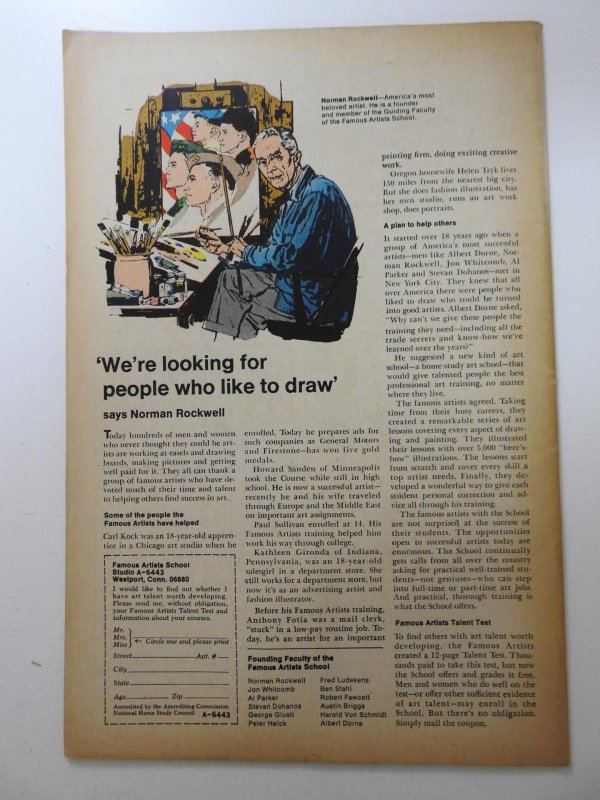 Norman Rockwell—America's most
beloved artist. He is a founder
and member of the Guiding Faculty
of the Famous Artists School.
'We're looking for
people who like to draw'
says Norman Rockwell
Today hundreds of men and women
who never thought they could be art-
ists are working at easels and drawing
boards, making pictures and getting
well paid for it. They all can thank a
group of famous artists who have de-
voted much of their time and talent
to helping others find success in art.
Some of the people the
Famous Artists have helped
Carl Kock was an 18-year-old appren-
tice in a Chicago art studio when he
enrolled. Today he prepares ads for
such companies as General Motors
and Firestone—has won five gold
medals.
Howard Sanden of Minneapolis
took the Course while still in high
school. He is now a successful artist—
recently he and his wife traveled
through Europe and the Middle East
on important art assignments.
Paul Sullivan enrolled at 14. His
Famous Artists training helped him
work his way through college.
Kathleen Gironda of Indiana,
Pennsylvania, was an 18-year-old
salesgirl in a department store. She
still works for a department store, but
now it's as an advertising artist and
fashion illustrator.
Before his Famous Artists training,
Anthony Fotia was a mail clerk,
"stuck" in a low-pay routine job. To-
day, he's an artist for an important
printing firm, doing exciting creative
work.
Oregon housewife Helen Tryk lives
150 miles from the nearest big city.
But she does fashion illustration, has
her own studio, runs an art work
shop, does portraits.
A plan to help others
It started over 18 years ago when a
group of America's most successful
artists—men like Albert Dorne, Nor-
man Rockwell, Jon Whitcomb, Al
Parker and Stevan Dohanos—met in
New York City. They knew that all
over America there were people who
liked to draw who could be turned
into good artists. Albert Dorne asked,
"Why can't we give these people the
training they need—including all the
trade secrets and know-how we've
learned over the years?"
He suggested a new kind of art
school—a home study art school—that
would give talented people the best
professional art training, no matter
where they live.
The famous artists agreed. Taking
time from their busy careers, they
created a remarkable series of art
lessons covering every aspect of draw-
ing and painting. They illustrated
their lessons with over 5,000 "here's-
how" illustrations. The lessons start
from scratch and cover every skill a
top artist needs. Finally, they de-
veloped a wonderful way to give each
student personal correction and ad-
vice all through his training.
The famous artists with the School
are not surprised at the success of
their students. The opportunities
open to successful artists today are
enormous. The School continually
gets calls from all over the country
asking for practical well-trained stu-
dents—not geniuses—who can step
into full-time or part-time art jobs.
And practical, thorough training is
what the School offers.
Famous Artists Talent Test
To find others with art talent worth
developing, the Famous Artists
created a 12-page Talent Test. Thou-
sands paid to take this test, but now
the School offers and grades it free.
Men and women who do well on the
test—or offer other sufficient evidence
of art talent—may enroll in the
School. But there's no obligation.
Simply mail the coupon.
Famous Artists School
Studio A-6443
Westport, Conn. 06880
I would like to find out whether I
have art talent worth developing.
Please send me, without obligation,
your Famous Artists Talent Test and
information about your courses.
Mr.
Mrs. ← Circle one and please print
Miss
Street Apt. #
City
State
Age Zip
Accredited by the Accrediting Commission
National Home Study Council A-6443
Founding Faculty of the
Famous Artists School
Norman Rockwell Fred Ludekens
Jon Whitcomb Ben Stahl
Al Parker Robert Fawcett
Stevan Dohanos Austin Briggs
George Giusti Harold Von Schmidt
Peter Helck Albert Dorne